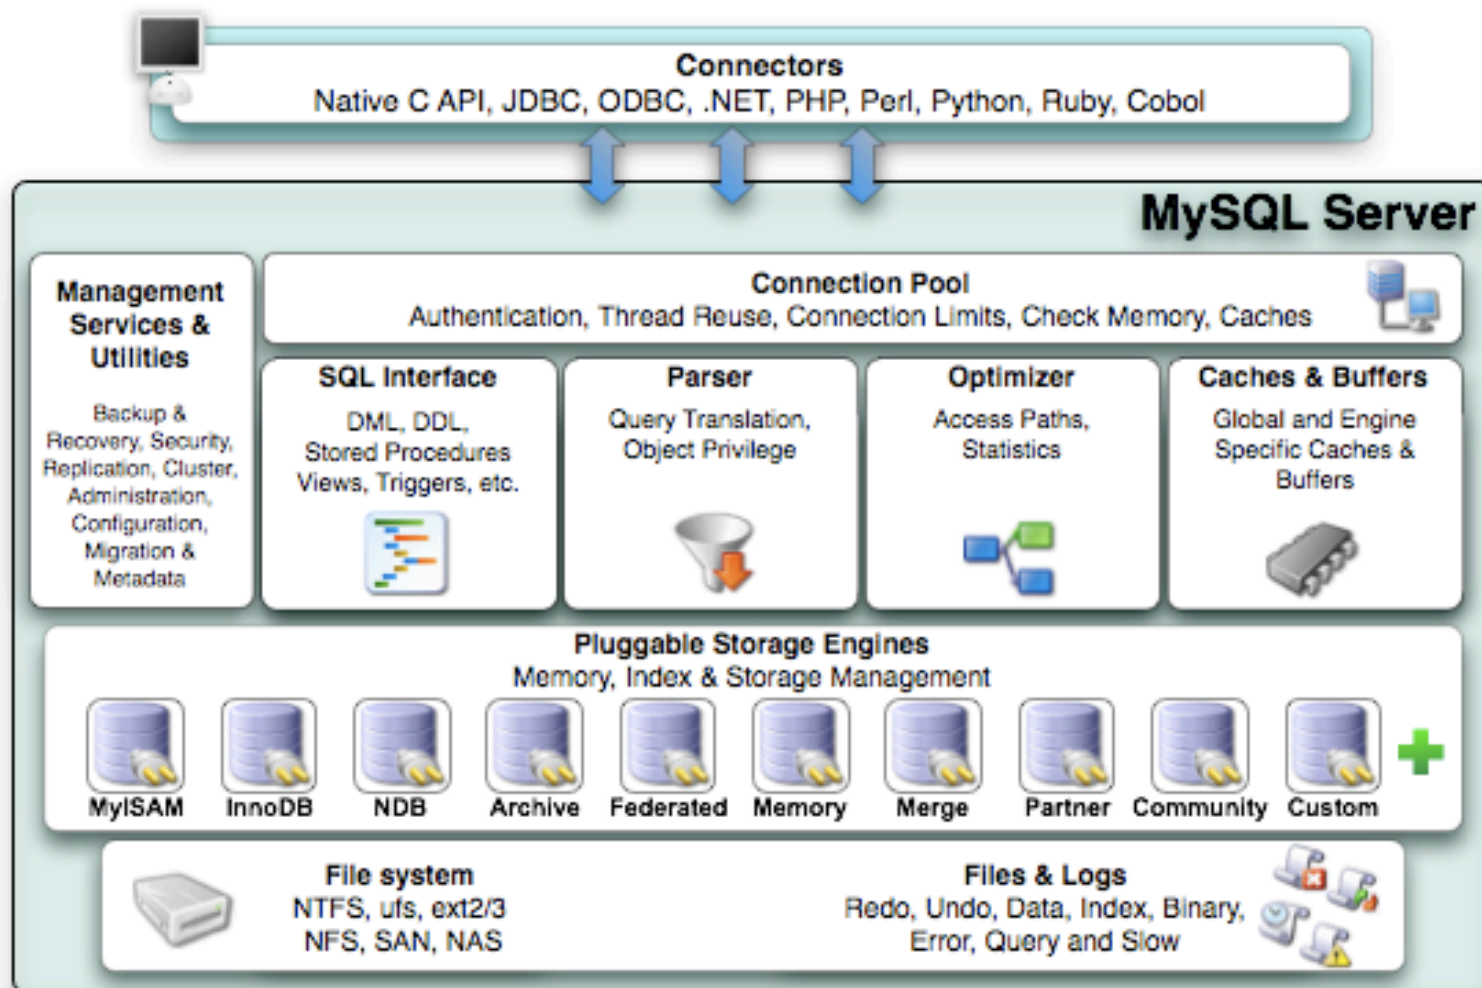 Connectors
Native C API, JDBC, ODBC, .NET, PHP, Perl, Python, Ruby, Cobol
MySQL Server
Management
Services &
Utilities
Backup &
Recovery, Security,
Replication, Cluster,
Administration,
Configuration,
Migration &
Metadata
Connection Pool
Authentication, Thread Reuse, Connection Limits, Check Memory, Caches
SQL Interface
DML, DDL,
Stored Procedures
Views, Triggers, etc.
Parser
Query Translation,
Object Privilege
Optimizer
Access Paths,
Statistics
Caches & Buffers
Global and Engine
Specific Caches &
Buffers
Pluggable Storage Engines
Memory, Index & Storage Management
MyISAM
InnoDB
NDB
Archive
Federated
Memory
Merge
Partner
Community
Custom
File system
NTFS, ufs, ext2/3
NFS, SAN, NAS
Files & Logs
Redo, Undo, Data, Index, Binary,
Error, Query and Slow